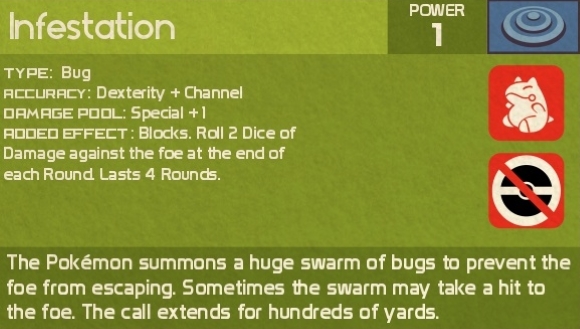 Infestation
POWER
1
TYPE: Bug
ACCURACY: Dexterity + Channel
DAMAGE POOL: Special +1
ADDED EFFECT: Blocks. Roll 2 Dice of
Damage against the foe at the end of
each Round. Lasts 4 Rounds.
The Pokémon summons a huge swarm of bugs to prevent the
foe from escaping. Sometimes the swarm may take a hit to
the foe. The call extends for hundreds of yards.